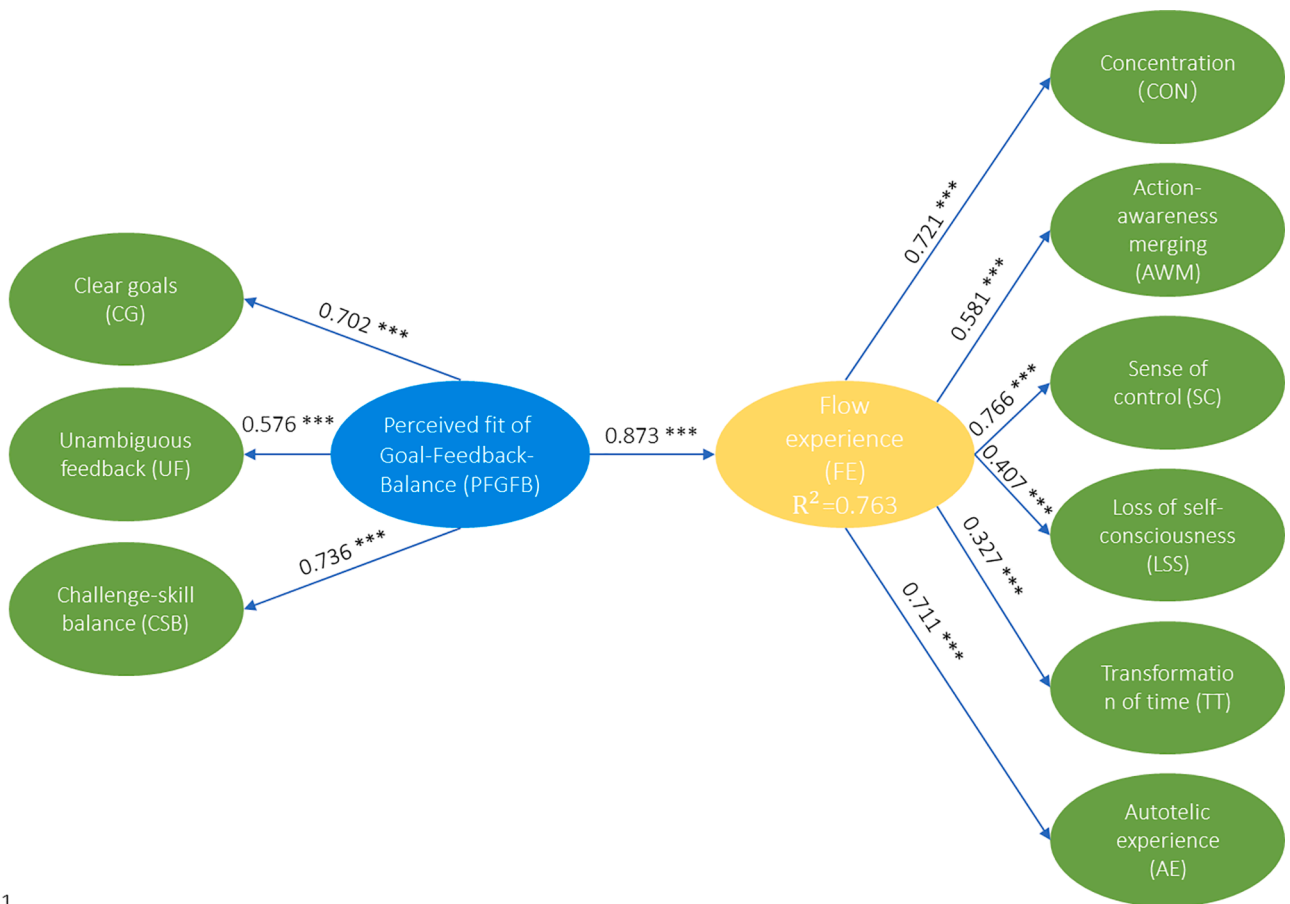 Concentration
(CON)
Action-
awareness
merging
(AWM)
Sense of
control (SC)
Loss of self-
consciousness
(LSS)
Transformatio
n of time (TT)
Autotelic
experience
(AE)
Clear goals
(CG)
Unambiguous
feedback (UF)
Challenge-skill
balance (CSB)
Perceived fit of
Goal-Feedback-
Balance (PFGFB)
Flow
experience
(FE)
R²=0.763
0.702 ***
0.576 ***
0.736 ***
0.873 ***
0.721 ***
0.581 ***
0.766 ***
0.407 ***
0.327 ***
0.711 ***
1